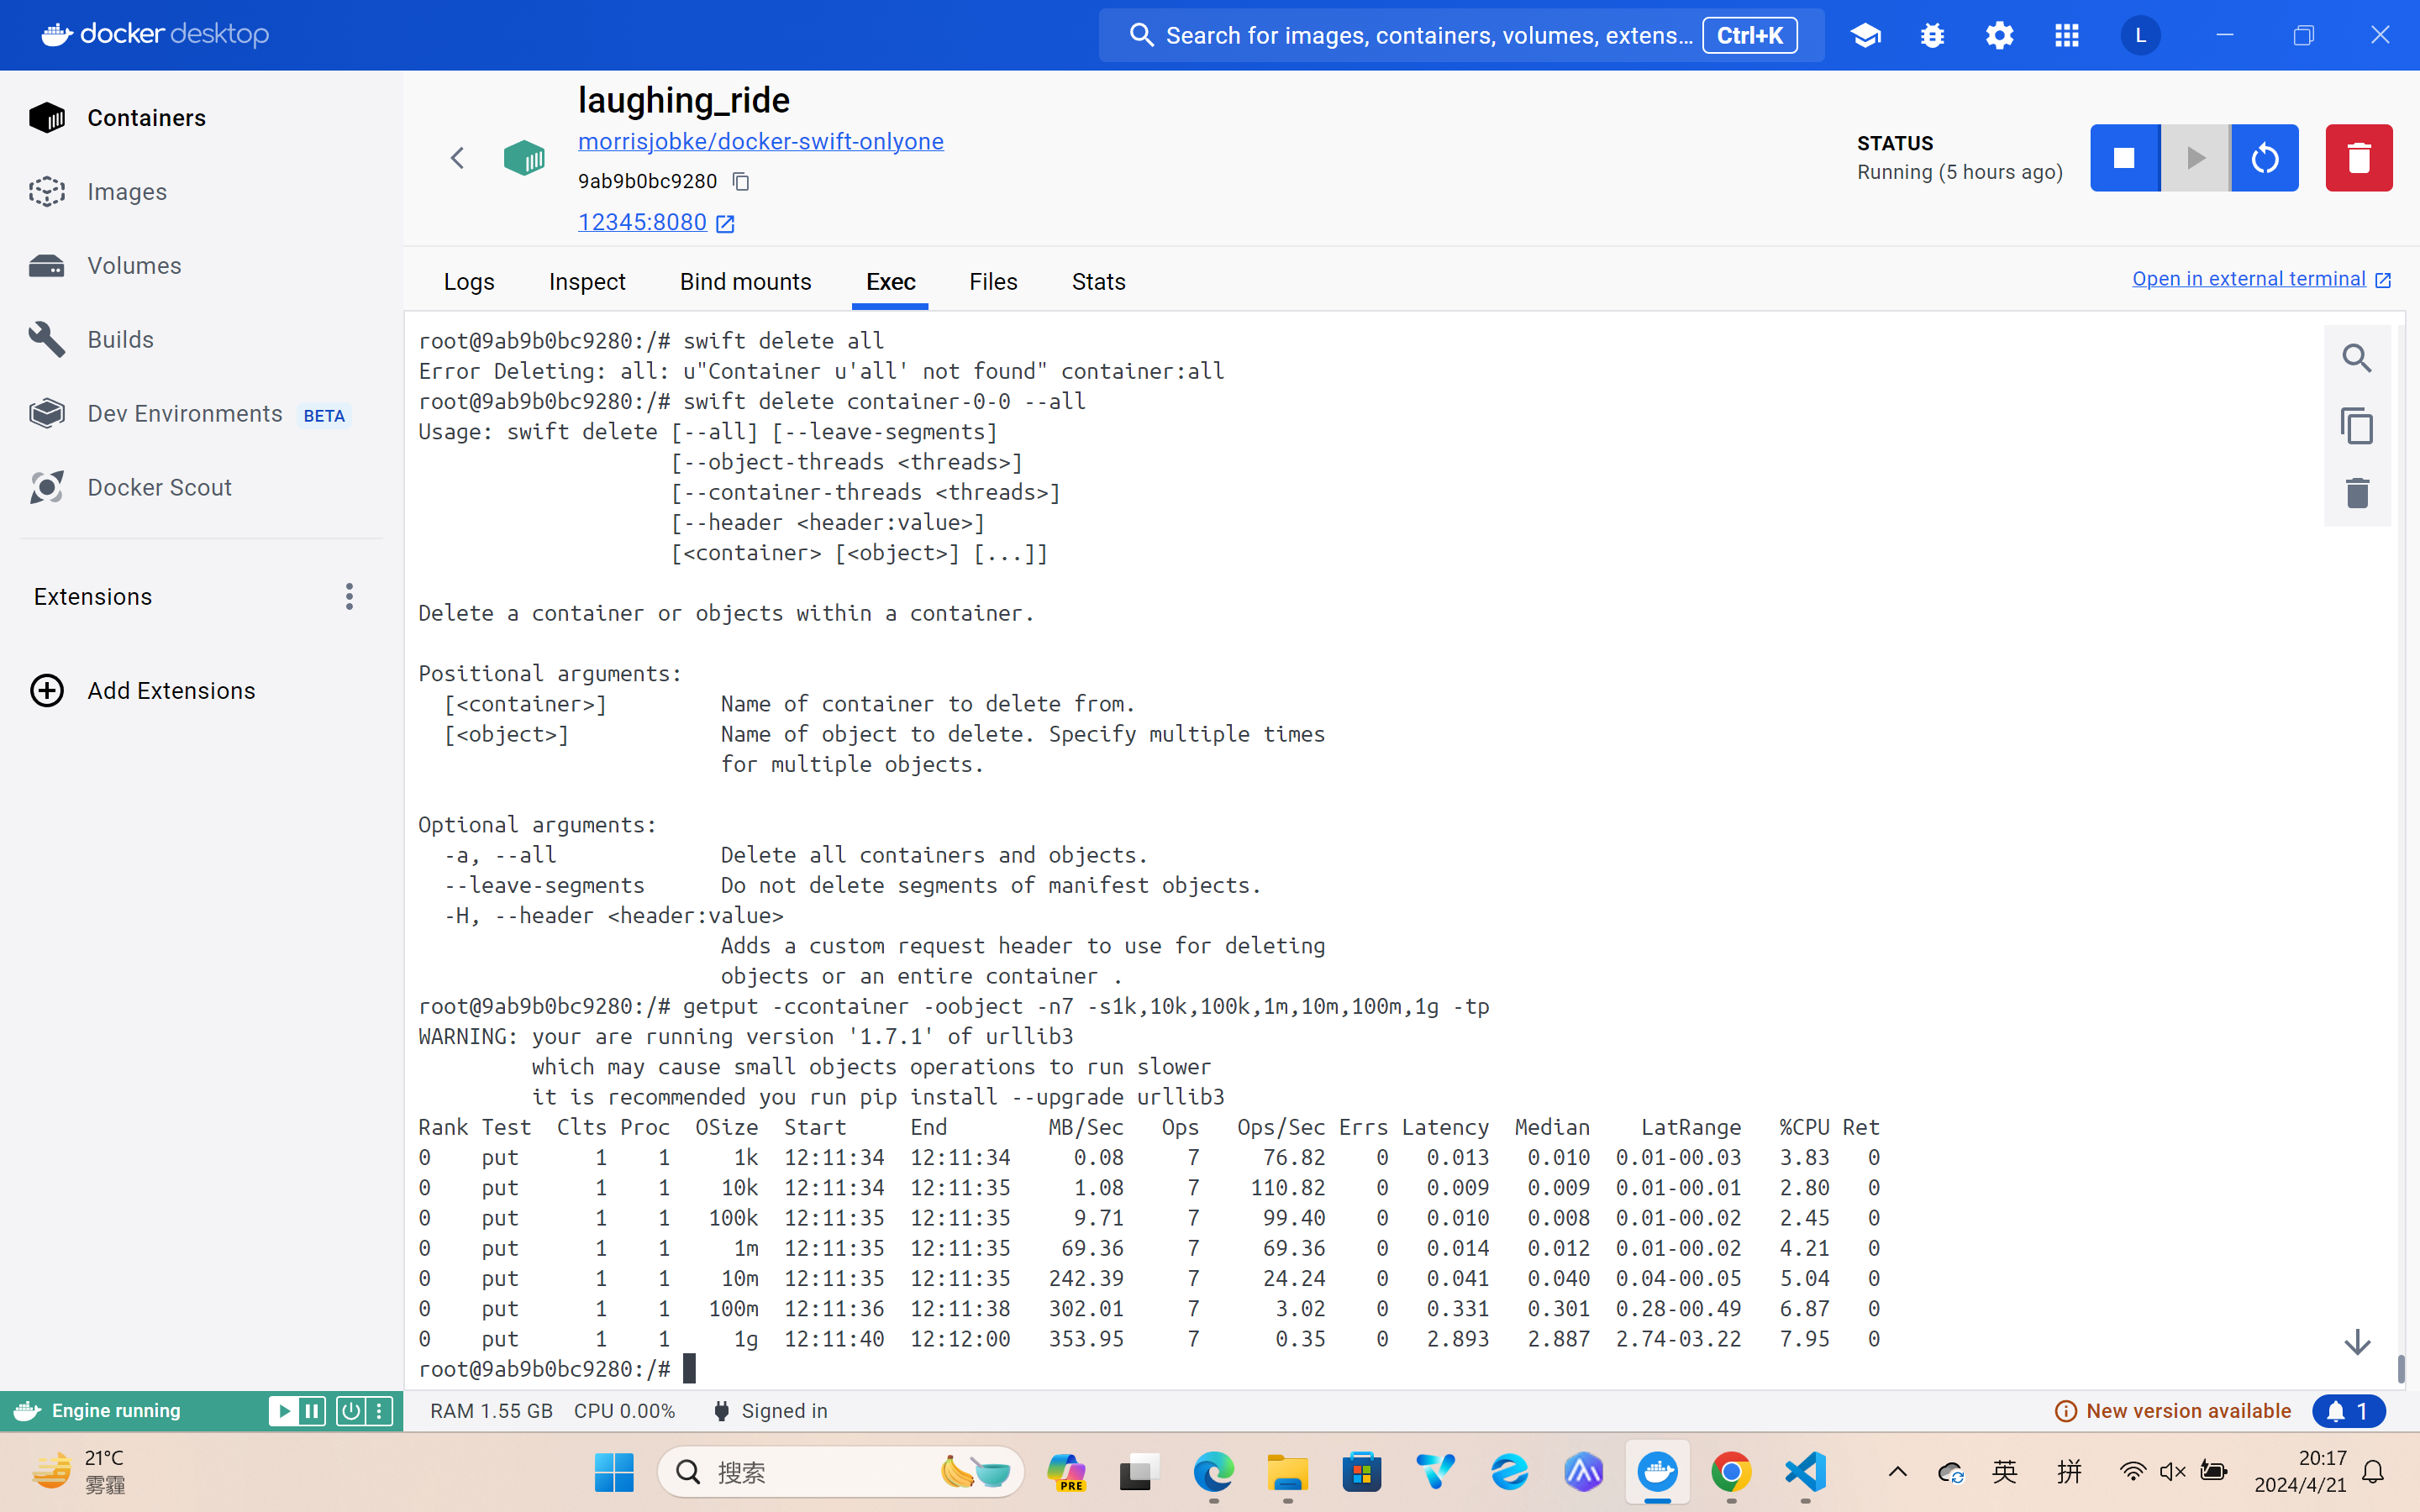 docker desktop
Search for images, containers, volumes, extens... Ctrl+K
L
Containers
Images
Volumes
Builds
Dev Environments BETA
Docker Scout
Extensions
Add Extensions
laughing_ride
morrisjobke/docker-swift-onlyone
9ab9b0bc9280
12345:8080
STATUS
Running (5 hours ago)
Logs Inspect Bind mounts Exec Files Stats
Open in external terminal
root@9ab9b0bc9280:/# swift delete all
Error Deleting: all: u"Container u'all' not found" container:all
root@9ab9b0bc9280:/# swift delete container-0-0 --all
Usage: swift delete [--all] [--leave-segments]
[--object-threads <threads>]
[--container-threads <threads>]
[--header <header:value>]
[<container> [<object>] [...]]
Delete a container or objects within a container.
Positional arguments:
[<container>] Name of container to delete from.
[<object>] Name of object to delete. Specify multiple times
for multiple objects.
Optional arguments:
-a, --all Delete all containers and objects.
--leave-segments Do not delete segments of manifest objects.
-H, --header <header:value>
Adds a custom request header to use for deleting
objects or an entire container .
root@9ab9b0bc9280:/# getput -ccontainer -oobject -n7 -s1k,10k,100k,1m,10m,100m,1g -tp
WARNING: your are running version '1.7.1' of urllib3
which may cause small objects operations to run slower
it is recommended you run pip install --upgrade urllib3
Rank Test Clts Proc OSize Start End MB/Sec Ops Ops/Sec Errs Latency Median LatRange %CPU Ret
0 put 1 1 1k 12:11:34 12:11:34 0.08 7 76.82 0 0.013 0.010 0.01-00.03 3.83 0
0 put 1 1 10k 12:11:34 12:11:35 1.08 7 110.82 0 0.009 0.009 0.01-00.01 2.80 0
0 put 1 1 100k 12:11:35 12:11:35 9.71 7 99.40 0 0.010 0.008 0.01-00.02 2.45 0
0 put 1 1 1m 12:11:35 12:11:35 69.36 7 69.36 0 0.014 0.012 0.01-00.02 4.21 0
0 put 1 1 10m 12:11:35 12:11:35 242.39 7 24.24 0 0.041 0.040 0.04-00.05 5.04 0
0 put 1 1 100m 12:11:36 12:11:38 302.01 7 3.02 0 0.331 0.301 0.28-00.49 6.87 0
0 put 1 1 1g 12:11:40 12:12:00 353.95 7 0.35 0 2.893 2.887 2.74-03.22 7.95 0
root@9ab9b0bc9280:/#
Engine running
RAM 1.55 GB CPU 0.00% Signed in
New version available 1
21°C
雾霾
搜索
PRE
英 拼
20:17
2024/4/21